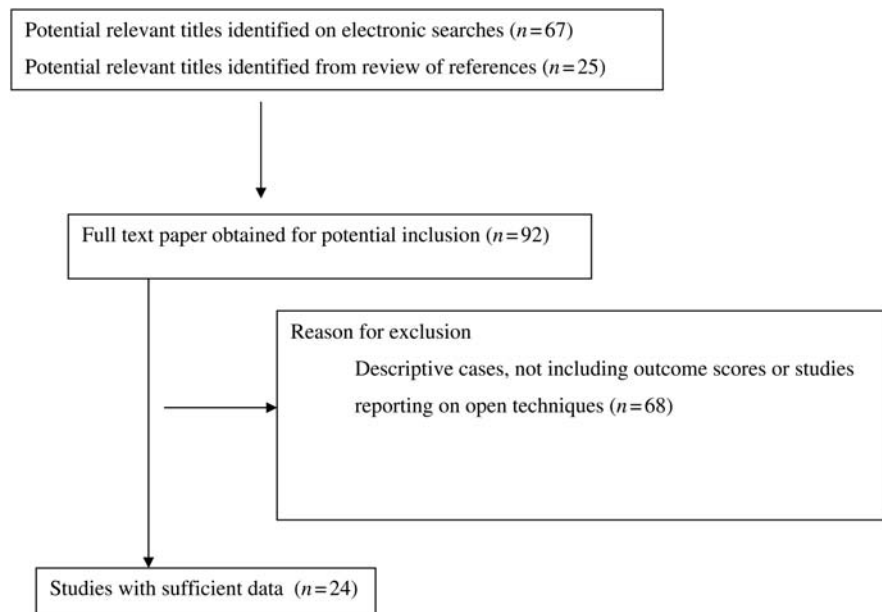 Potential relevant titles identified on electronic searches (n=67)
Potential relevant titles identified from review of references (n=25)
Full text paper obtained for potential inclusion (n=92)
Reason for exclusion
Descriptive cases, not including outcome scores or studies
reporting on open techniques (n=68)
Studies with sufficient data (n=24)